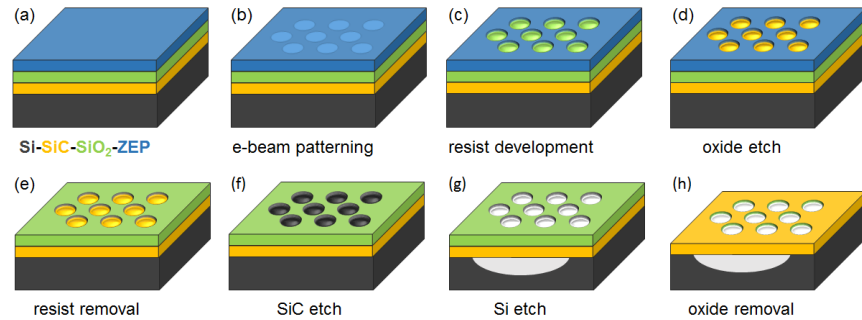 (a) (b) (c) (d)
Si-SiC-SiO₂-ZEP e-beam patterning resist development oxide etch
(e) (f) (g) (h)
resist removal SiC etch Si etch oxide removal